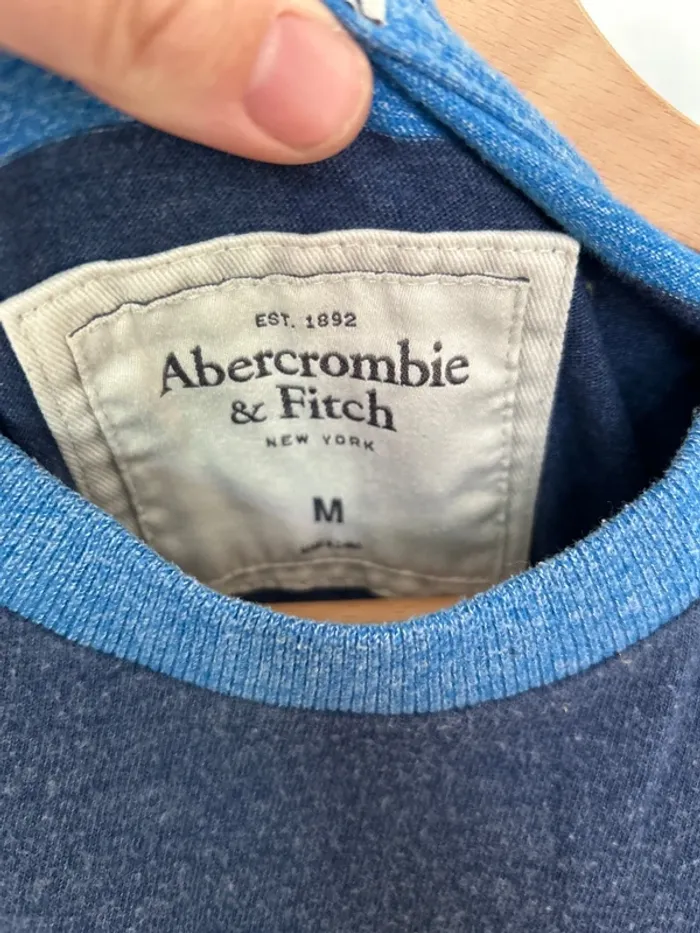 EST. 1892
Abercrombie
& Fitch
NEW YORK
M